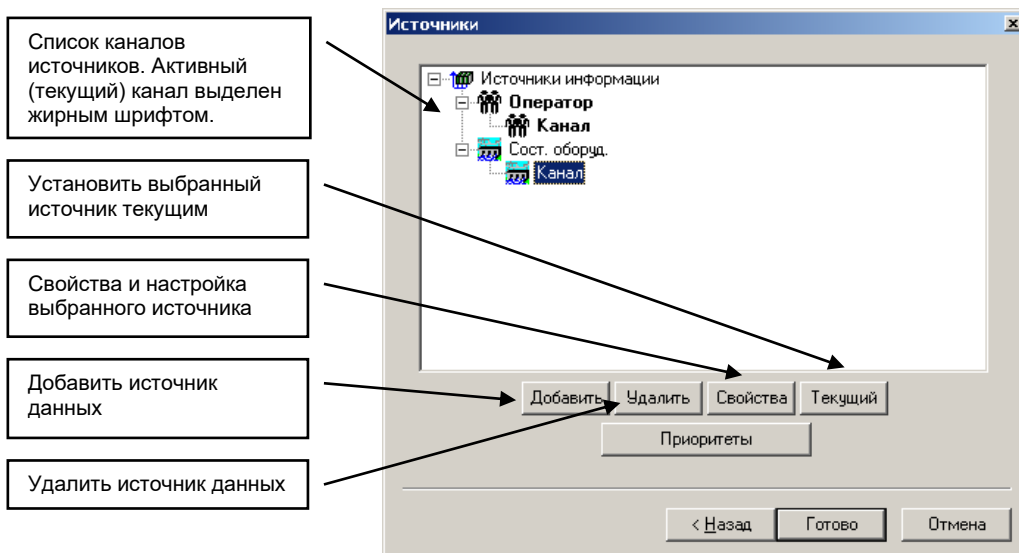 Список каналов
источников. Активный
(текущий) канал выделен
жирным шрифтом.
Установить выбранный
источник текущим
Свойства и настройка
выбранного источника
Добавить источник
данных
Удалить источник данных
Источники
Источники информации
Оператор
Канал
Сост. оборуд.
Канал
Добавить Удалить Свойства Текущий
Приоритеты
< Назад Готово Отмена